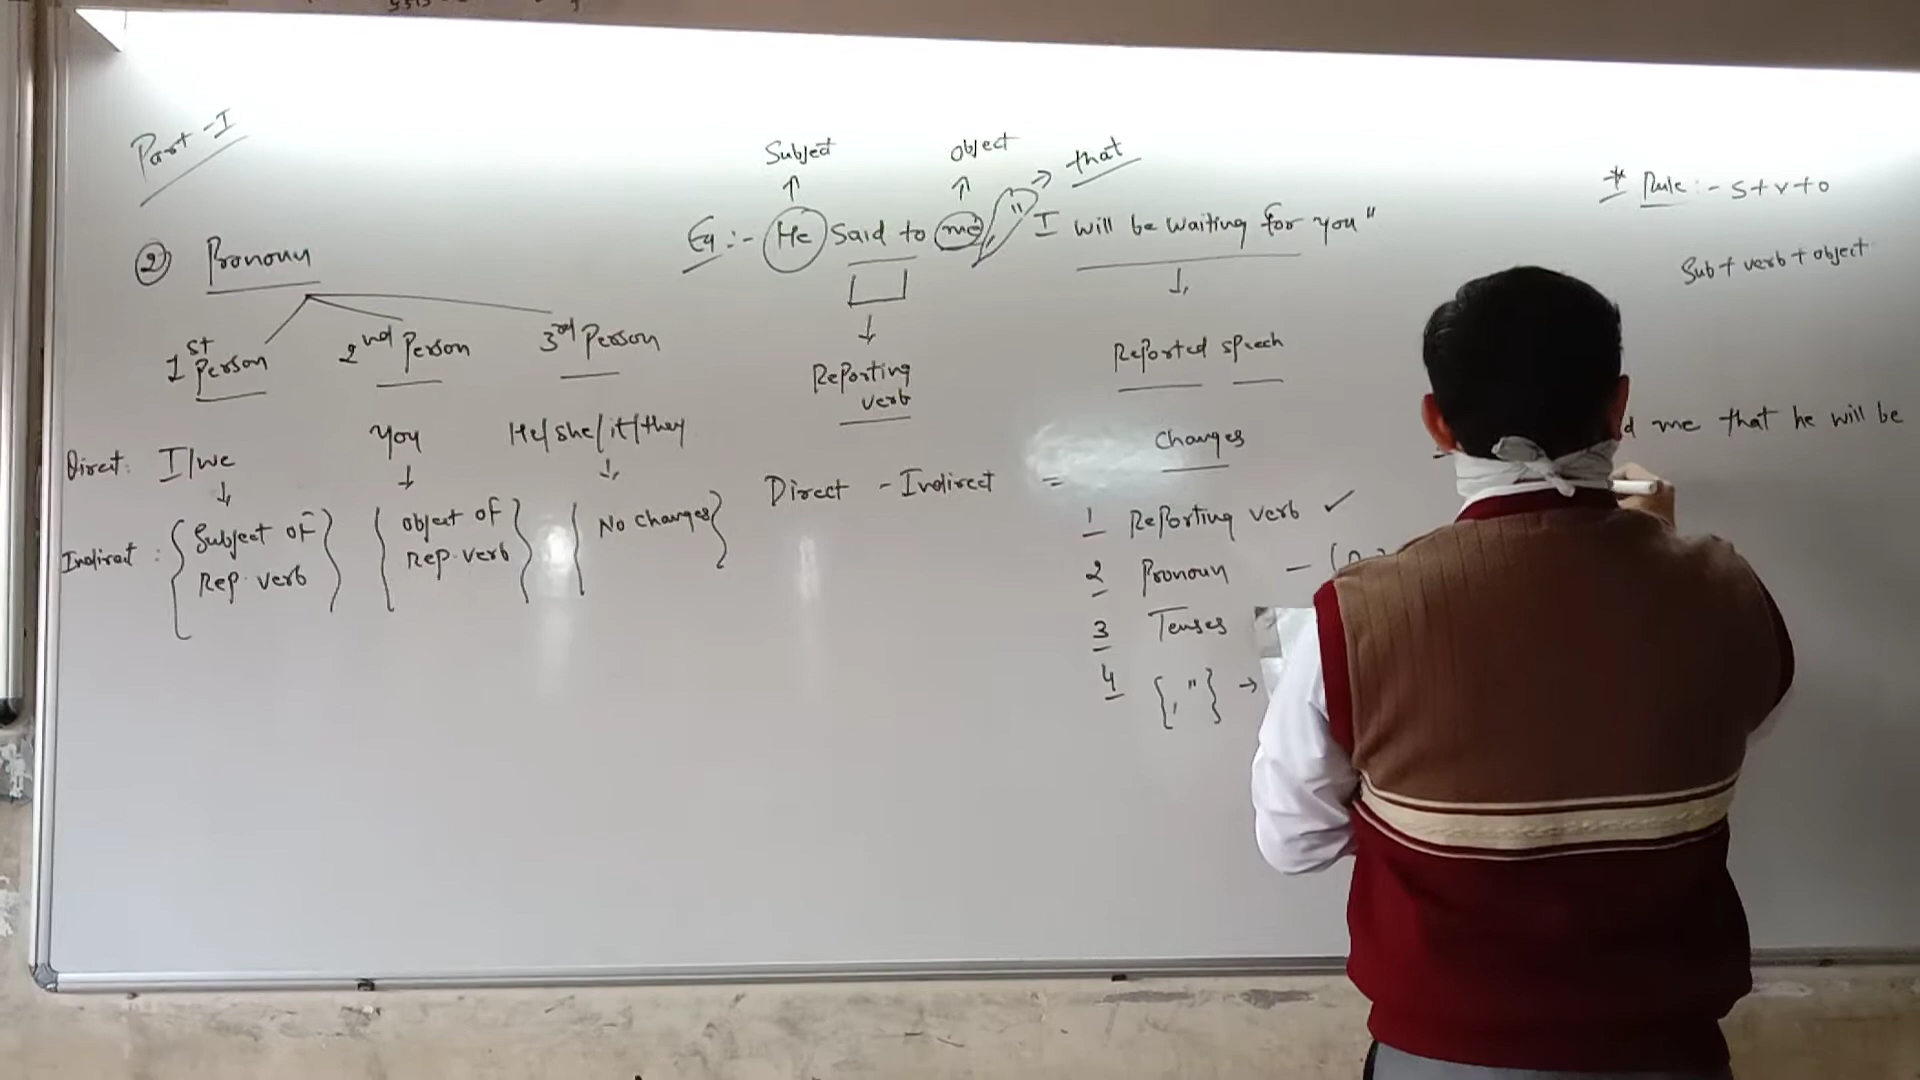 Part-I
Subject
Object
that
Eg :- He Said to me, " I will be waiting for you "
Reporting
verb
Reported speech
* Rule :- S+v+o
Sub + verb + object
② Pronoun
1st Person
2nd Person
3rd Person
Direct: I/we
You
He/she/it/they
Indirect :
{Subject of
Rep. verb}
{object of
Rep. verb}
{No changes}
Direct - Indirect =
Changes
1 Reporting verb ✓
2 Pronoun -
3 Tenses
4 {, "} →
me that he will be